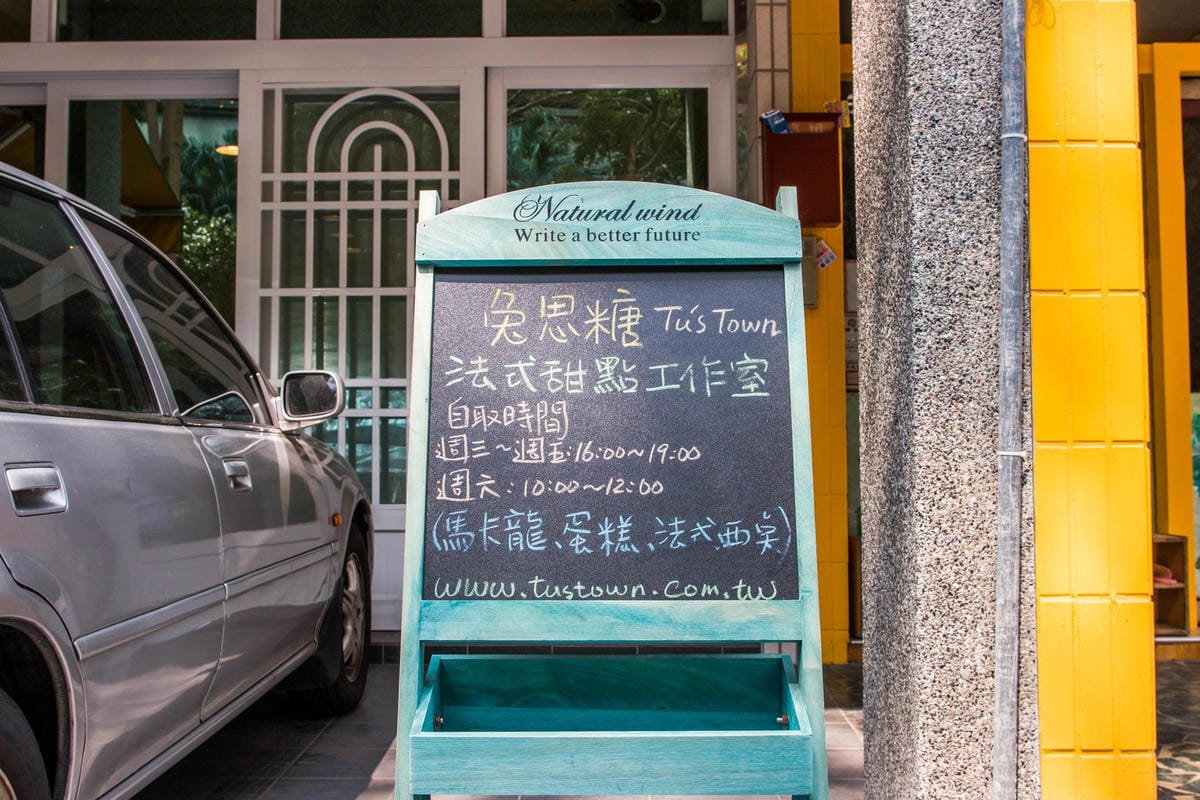 Natural wind
Write a better future
兔思糖 Tu's Town
法式甜點工作室
自取時間
週三~週五:16:00~19:00
週六:10:00~12:00
(馬卡龍、蛋糕、法式西点)
www.tustown.com.tw